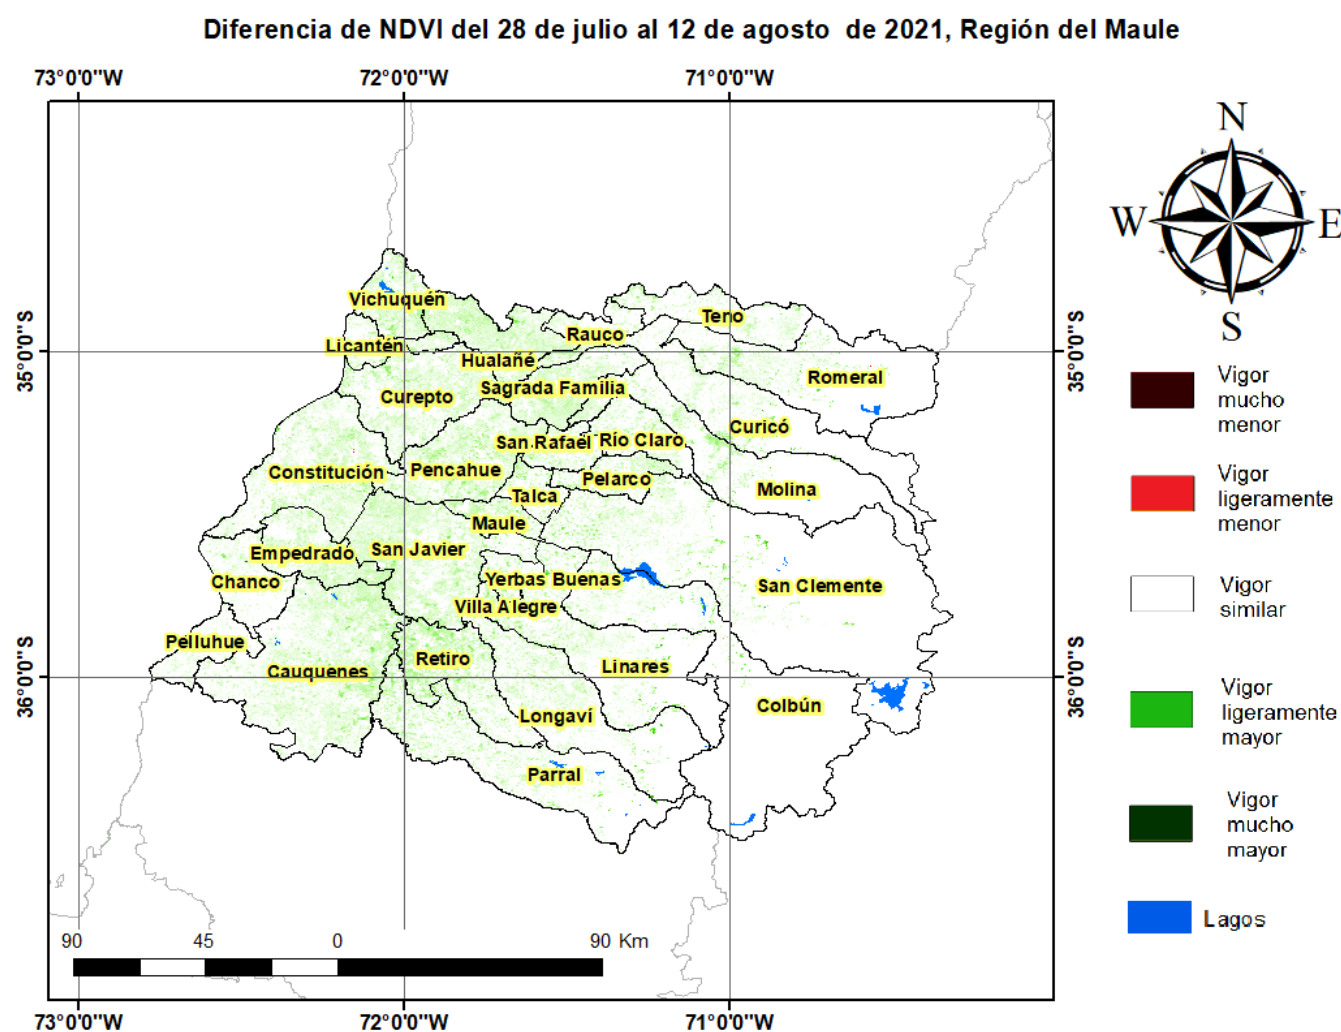 Diferencia de NDVI del 28 de julio al 12 de agosto  de 2021, Región del Maule
73°0'0"W 72°0'0"W 71°0'0"W
N
W E
S
35°0'0"S
36°0'0"S
35°0'0"S
36°0'0"S
Vichuquén
Teno
Rauco
Licantén
Hualañé
Romeral
Sagrada Familia
Curepto
Curicó
San Rafael
Río Claro
Constitución
Pencahue
Pelarco
Molina
Talca
Maule
Empedrado
San Javier
Chanco
Yerbas Buenas
San Clemente
Villa Alegre
Pelluhue
Retiro
Cauquenes
Linares
Colbún
Longaví
Parral
Vigor
mucho
menor
Vigor
ligeramente
menor
Vigor
similar
Vigor
ligeramente
mayor
Vigor
mucho
mayor
Lagos
90 45 0 90 Km
73°0'0"W 72°0'0"W 71°0'0"W